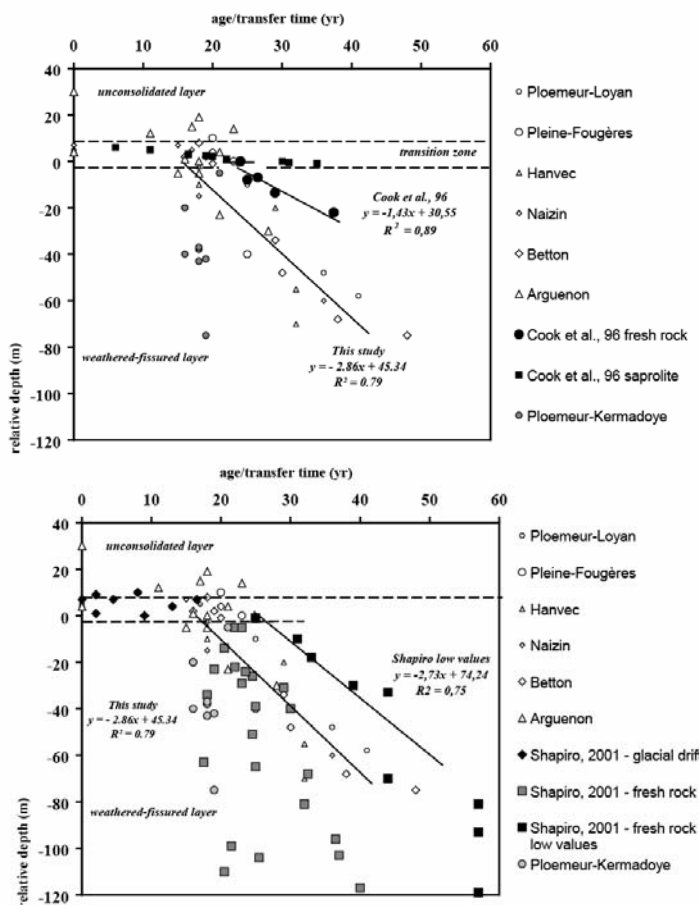 age/transfer time (yr)
0 10 20 30 40 50 60
40
20
0
-20
-40
-60
-80
-100
-120
relative depth (m)
unconsolidated layer
transition zone
Cook et al., 96
y = -1,43x + 30,55
R² = 0,89
weathered-fissured layer
This study
y = - 2.86x + 45.34
R² = 0.79
Ploemeur-Loyan
Pleine-Fougères
Hanvec
Naizin
Betton
Arguenon
Cook et al., 96 fresh rock
Cook et al., 96 saprolite
Ploemeur-Kermadoye
age/transfer time (yr)
0 10 20 30 40 50 60
40
20
0
-20
-40
-60
-80
-100
-120
relative depth (m)
unconsolidated layer
Shapiro low values
y = -2,73x + 74,24
R2 = 0,75
This study
y = - 2.86x + 45.34
R² = 0.79
weathered-fissured layer
Ploemeur-Loyan
Pleine-Fougères
Hanvec
Naizin
Betton
Arguenon
Shapiro, 2001 - glacial drift
Shapiro, 2001 - fresh rock
Shapiro, 2001 - fresh rock
low values
Ploemeur-Kermadoye